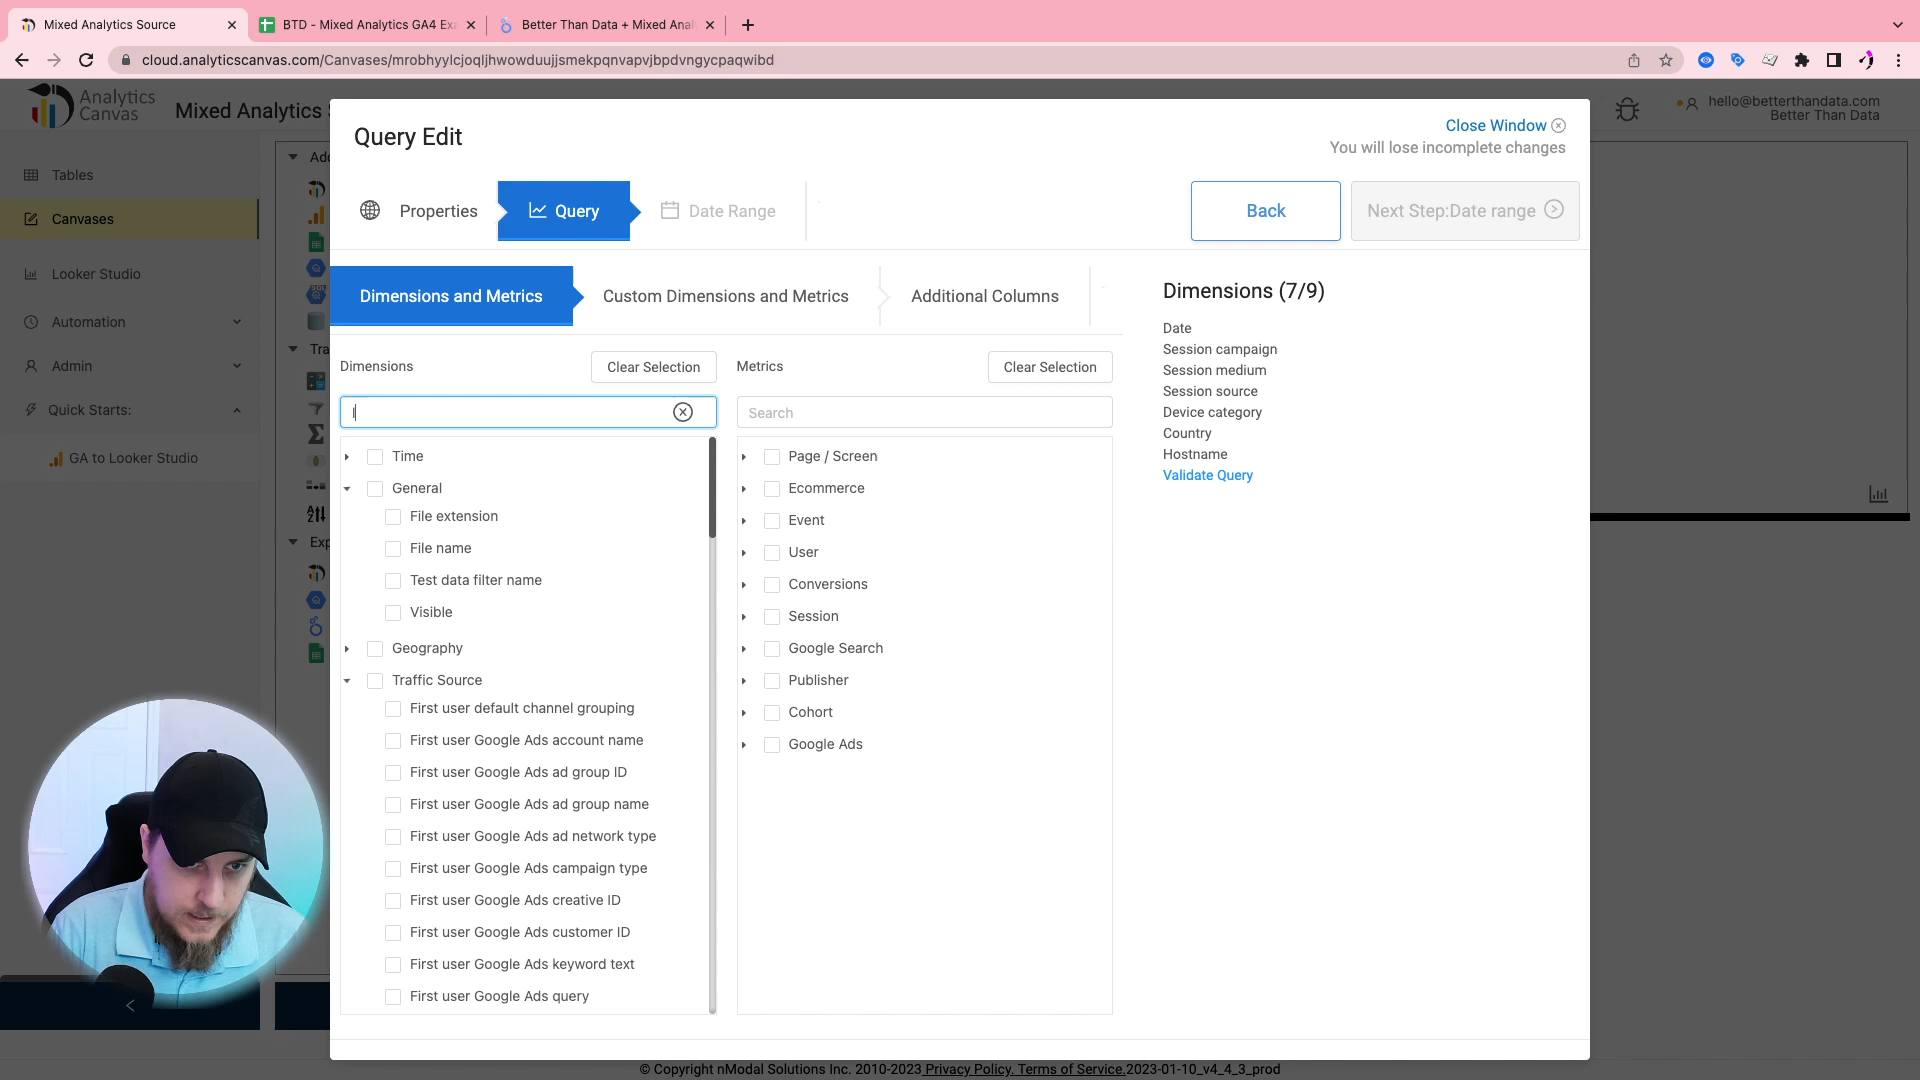 Mixed Analytics Source
BTD - Mixed Analytics GA4 Exa
Better Than Data + Mixed Anal
cloud.analyticscanvas.com/Canvases/mrobhyylcjoqljhwowduujjsmekpqnvapvjbpdvngycpaqwibd
Analytics
Canvas
Mixed Analytics
hello@betterthandata.com
Better Than Data
Tables
Canvases
Looker Studio
Automation
Admin
Quick Starts:
GA to Looker Studio
Tra
Exp
Query Edit
Close Window
You will lose incomplete changes
Properties
Query
Date Range
Back
Next Step:Date range
Dimensions and Metrics
Custom Dimensions and Metrics
Additional Columns
Dimensions
Clear Selection
l
Time
General
File extension
File name
Test data filter name
Visible
Geography
Traffic Source
First user default channel grouping
First user Google Ads account name
First user Google Ads ad group ID
First user Google Ads ad group name
First user Google Ads ad network type
First user Google Ads campaign type
First user Google Ads creative ID
First user Google Ads customer ID
First user Google Ads keyword text
First user Google Ads query
Metrics
Clear Selection
Search
Page / Screen
Ecommerce
Event
User
Conversions
Session
Google Search
Publisher
Cohort
Google Ads
Dimensions (7/9)
Date
Session campaign
Session medium
Session source
Device category
Country
Hostname
Validate Query
© Copyright nModal Solutions Inc. 2010-2023 Privacy Policy. Terms of Service.2023-01-10_v4_4_3_prod